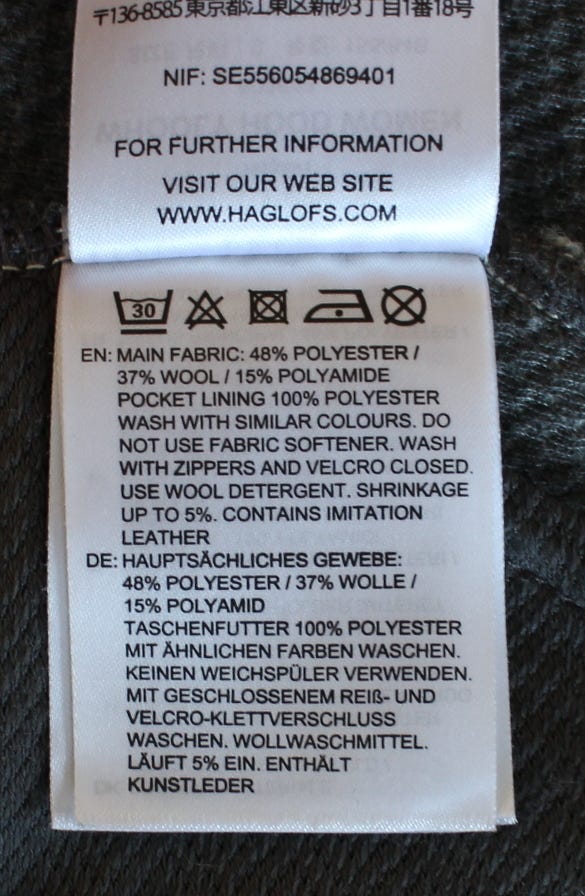 〒136-8585 東京都江東区新砂3丁目1番18号
NIF: SE556054869401
FOR FURTHER INFORMATION
VISIT OUR WEB SITE
WWW.HAGLOFS.COM
30
EN: MAIN FABRIC: 48% POLYESTER /
37% WOOL / 15% POLYAMIDE
POCKET LINING 100% POLYESTER
WASH WITH SIMILAR COLOURS. DO
NOT USE FABRIC SOFTENER. WASH
WITH ZIPPERS AND VELCRO CLOSED.
USE WOOL DETERGENT. SHRINKAGE
UP TO 5%. CONTAINS IMITATION
LEATHER
DE: HAUPTSÄCHLICHES GEWEBE:
48% POLYESTER / 37% WOLLE /
15% POLYAMID
TASCHENFUTTER 100% POLYESTER
MIT ÄHNLICHEN FARBEN WASCHEN.
KEINEN WEICHSPÜLER VERWENDEN.
MIT GESCHLOSSENEM REIß- UND
VELCRO-KLETTVERSCHLUSS
WASCHEN. WOLLWASCHMITTEL.
LÄUFT 5% EIN. ENTHÄLT
KUNSTLEDER